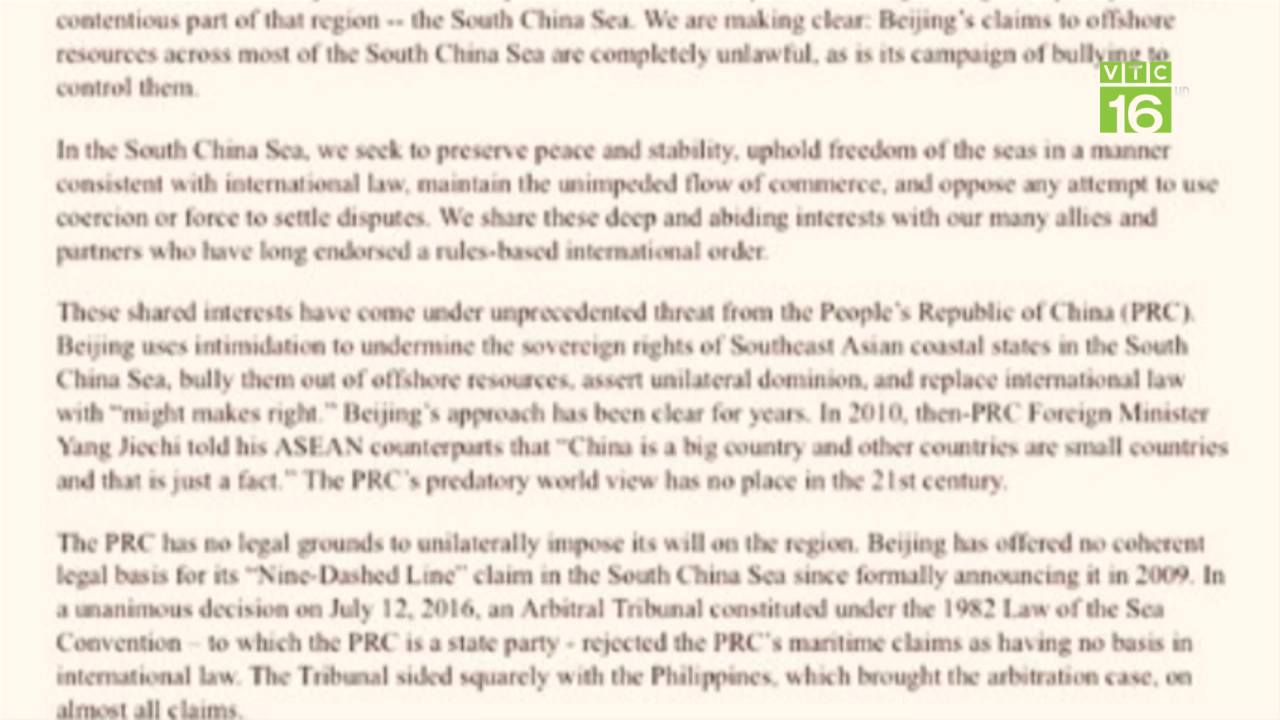 contentious part of that region -- the South China Sea. We are making clear: Beijing's claims to offshore
resources across most of the South China Sea are completely unlawful, as is its campaign of bullying to
control them.
VTC
16
In the South China Sea, we seek to preserve peace and stability, uphold freedom of the seas in a manner
consistent with international law, maintain the unimpeded flow of commerce, and oppose any attempt to use
coercion or force to settle disputes. We share these deep and abiding interests with our many allies and
partners who have long endorsed a rules-based international order.
These shared interests have come under unprecedented threat from the People's Republic of China (PRC).
Beijing uses intimidation to undermine the sovereign rights of Southeast Asian coastal states in the South
China Sea, bully them out of offshore resources, assert unilateral dominion, and replace international law
with “might makes right.” Beijing's approach has been clear for years. In 2010, then-PRC Foreign Minister
Yang Jiechi told his ASEAN counterparts that “China is a big country and other countries are small countries
and that is just a fact.” The PRC's predatory world view has no place in the 21st century.
The PRC has no legal grounds to unilaterally impose its will on the region. Beijing has offered no coherent
legal basis for its “Nine-Dashed Line” claim in the South China Sea since formally announcing it in 2009. In
a unanimous decision on July 12, 2016, an Arbitral Tribunal constituted under the 1982 Law of the Sea
Convention – to which the PRC is a state party - rejected the PRC's maritime claims as having no basis in
international law. The Tribunal sided squarely with the Philippines, which brought the arbitration case, on
almost all claims.